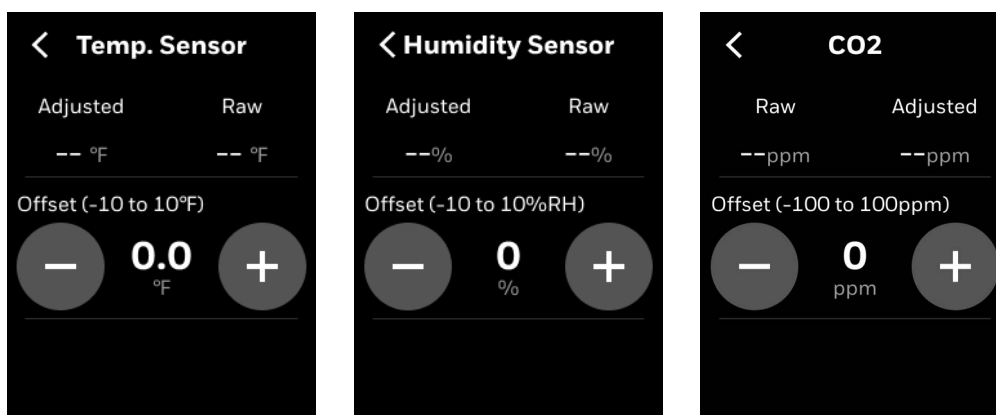 Temp. Sensor
Adjusted Raw
-- °F -- °F
Offset (-10 to 10°F)
− 0.0 +
°F
Humidity Sensor
Adjusted Raw
--% --%
Offset (-10 to 10%RH)
− 0 +
%
CO2
Raw Adjusted
--ppm --ppm
Offset (-100 to 100ppm)
− 0 +
ppm